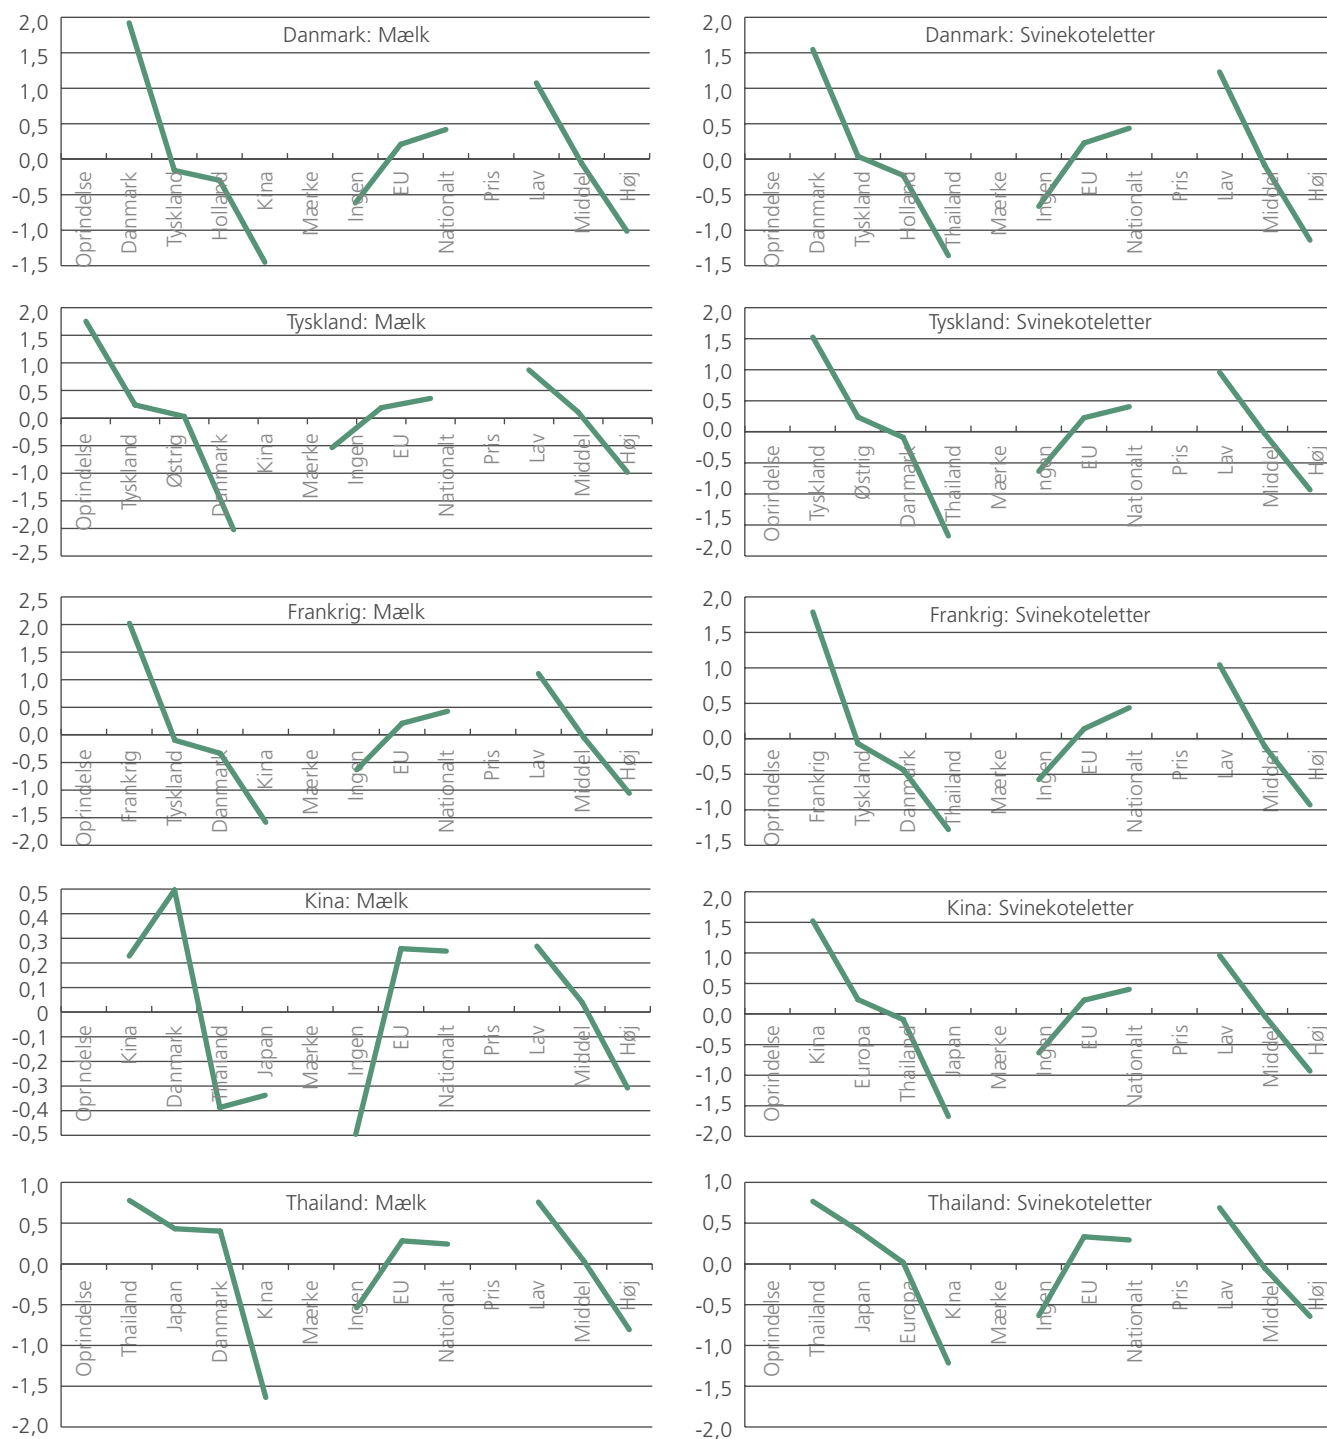 Danmark: Mælk
2,0
1,5
1,0
0,5
0,0
-0,5
-1,0
-1,5
Oprindelse
Danmark
Tyskland
Holland
Kina
Mærke
Ingen
EU
Nationalt
Pris
Lav
Middel
Høj
Danmark: Svinekoteletter
2,0
1,5
1,0
0,5
0,0
-0,5
-1,0
-1,5
Oprindelse
Danmark
Tyskland
Holland
Thailand
Mærke
Ingen
EU
Nationalt
Pris
Lav
Middel
Høj
Tyskland: Mælk
2,0
1,5
1,0
0,5
0,0
-0,5
-1,0
-1,5
-2,0
-2,5
Oprindelse
Tyskland
Østrig
Danmark
Kina
Mærke
Ingen
EU
Nationalt
Pris
Lav
Middel
Høj
Tyskland: Svinekoteletter
2,0
1,5
1,0
0,5
0,0
-0,5
-1,0
-1,5
-2,0
Oprindelse
Tyskland
Østrig
Danmark
Thailand
Mærke
ngen
EU
Nationalt
Pris
Lav
Middel
Høj
Frankrig: Mælk
2,5
2,0
1,5
1,0
0,5
0,0
-0,5
-1,0
-1,5
-2,0
Oprindelse
Frankrig
Tyskland
Danmark
Kina
Mærke
Ingen
EU
Nationalt
Pris
Lav
Middel
Høj
Frankrig: Svinekoteletter
2,0
1,5
1,0
0,5
0,0
-0,5
-1,0
-1,5
Oprindelse
Frankrig
Tyskland
Danmark
Thailand
Mærke
Ingen
EU
Nationalt
Pris
Lav
Middel
Høj
Kina: Mælk
0,5
0,4
0,3
0,2
0,1
0
-0,1
-0,2
-0,3
-0,4
-0,5
Oprindelse
Kina
Danmark
Thailand
Japan
Mærke
Ingen
EU
Nationalt
Pris
Lav
Middel
Høj
Kina: Svinekoteletter
2,0
1,5
1,0
0,5
0,0
-0,5
-1,0
-1,5
-2,0
Oprindelse
Kina
Europa
Thailand
Japan
Mærke
Ingen
EU
Nationalt
Pris
Lav
Middel
Høj
Thailand: Mælk
1,0
0,5
0,0
-0,5
-1,0
-1,5
-2,0
Oprindelse
Thailand
Japan
Danmark
Kina
Mærke
Ingen
EU
Nationalt
Pris
Lav
Middel
Høj
Thailand: Svinekoteletter
1,0
0,5
0,0
-0,5
-1,0
-1,5
-2,0
Oprindelse
Thailand
Japan
Europa
Kina
Mærke
Ingen
EU
Nationalt
Pris
Lav
Middel
Høj